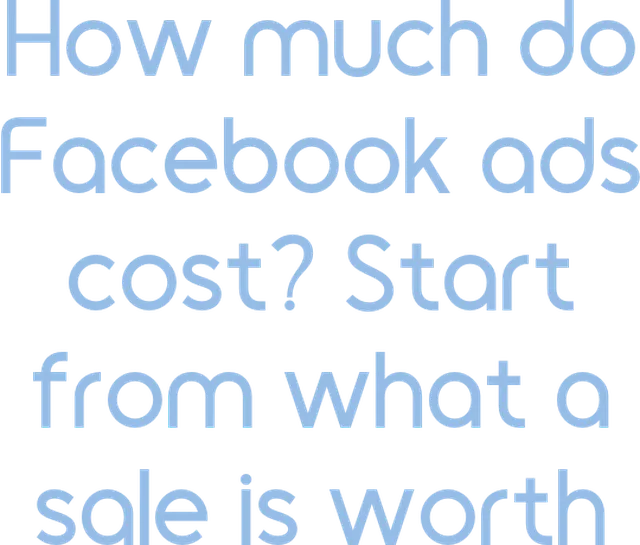 How much do
Facebook ads
cost? Start
from what a
sale is worth